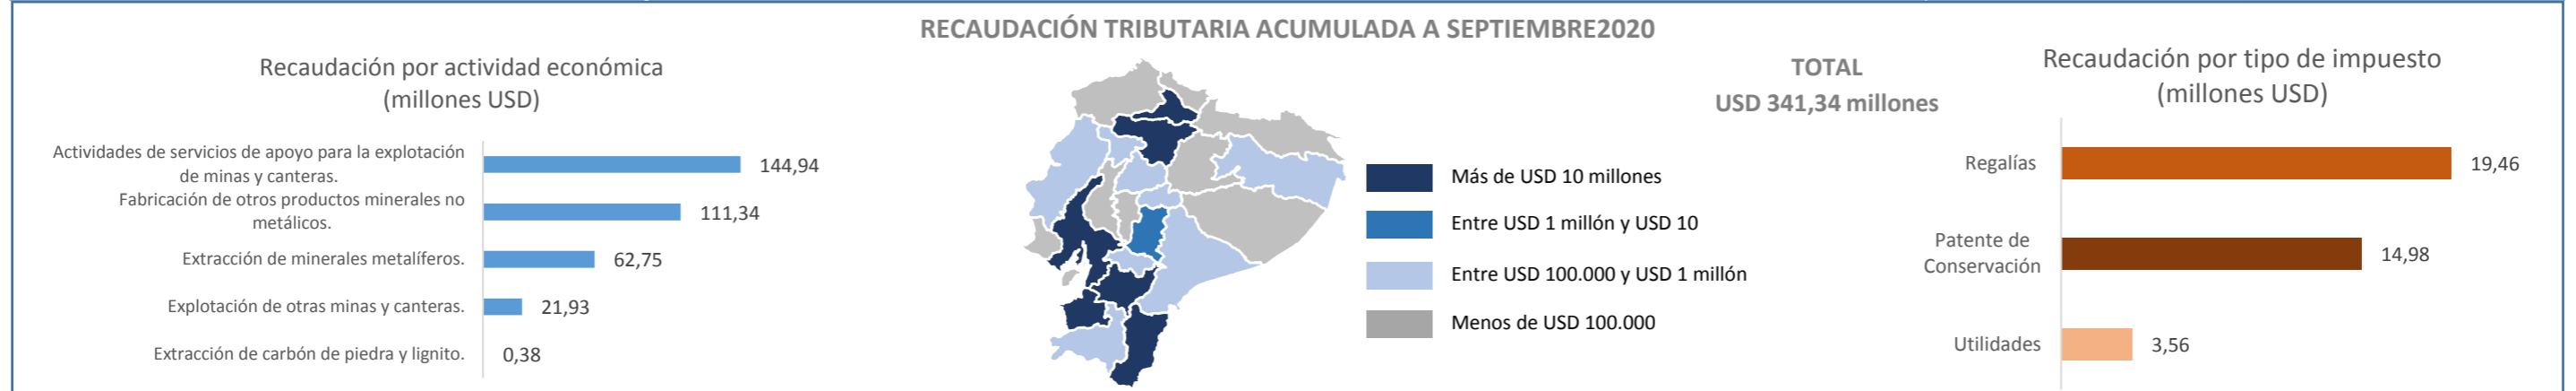 RECAUDACIÓN TRIBUTARIA ACUMULADA A SEPTIEMBRE2020
Recaudación por actividad económica
(millones USD)
Actividades de servicios de apoyo para la explotación
de minas y canteras.
144,94
Fabricación de otros productos minerales no
metálicos.
111,34
Extracción de minerales metalíferos.
62,75
Explotación de otras minas y canteras.
21,93
Extracción de carbón de piedra y lignito.
0,38
Más de USD 10 millones
Entre USD 1 millón y USD 10
Entre USD 100.000 y USD 1 millón
Menos de USD 100.000
TOTAL
USD 341,34 millones
Recaudación por tipo de impuesto
(millones USD)
Regalías
19,46
Patente de
Conservación
14,98
Utilidades
3,56